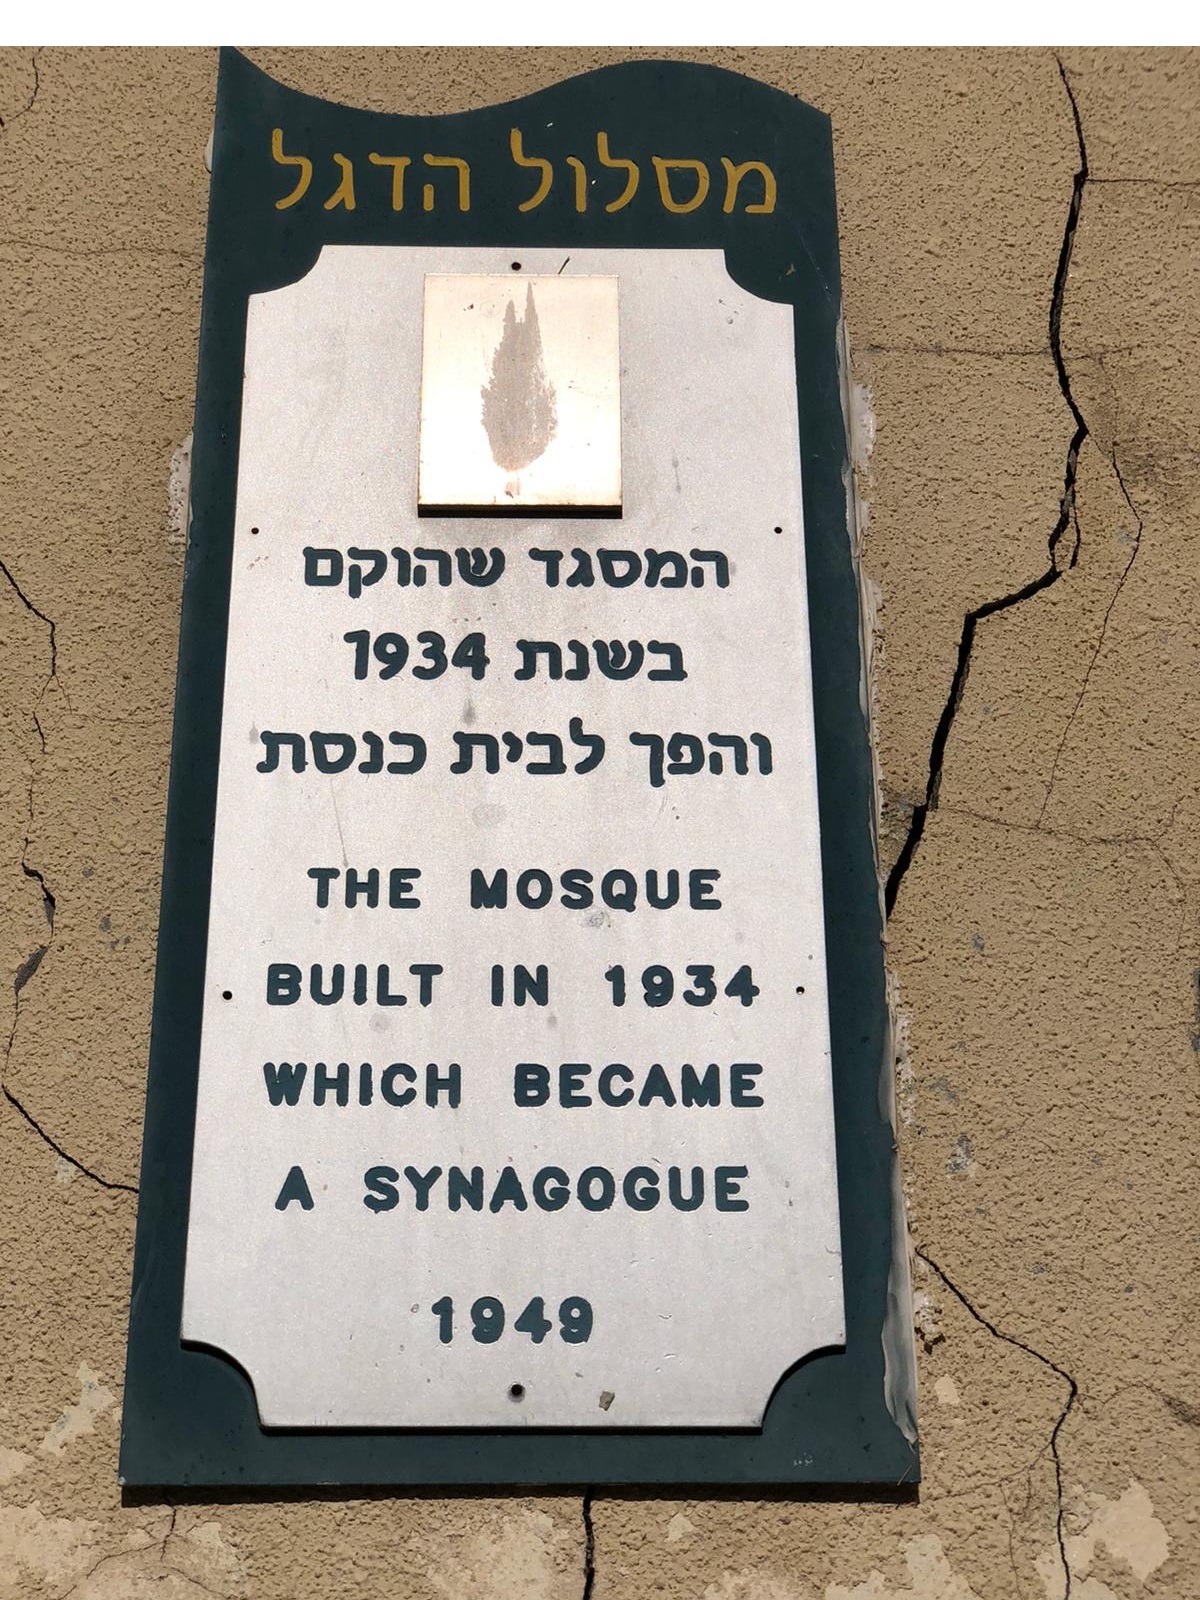 מסלול הדגל
המסגד שהוקם
בשנת 1934
והפך לבית כנסת
THE MOSQUE
BUILT IN 1934
WHICH BECAME
A SYNAGOGUE
1949